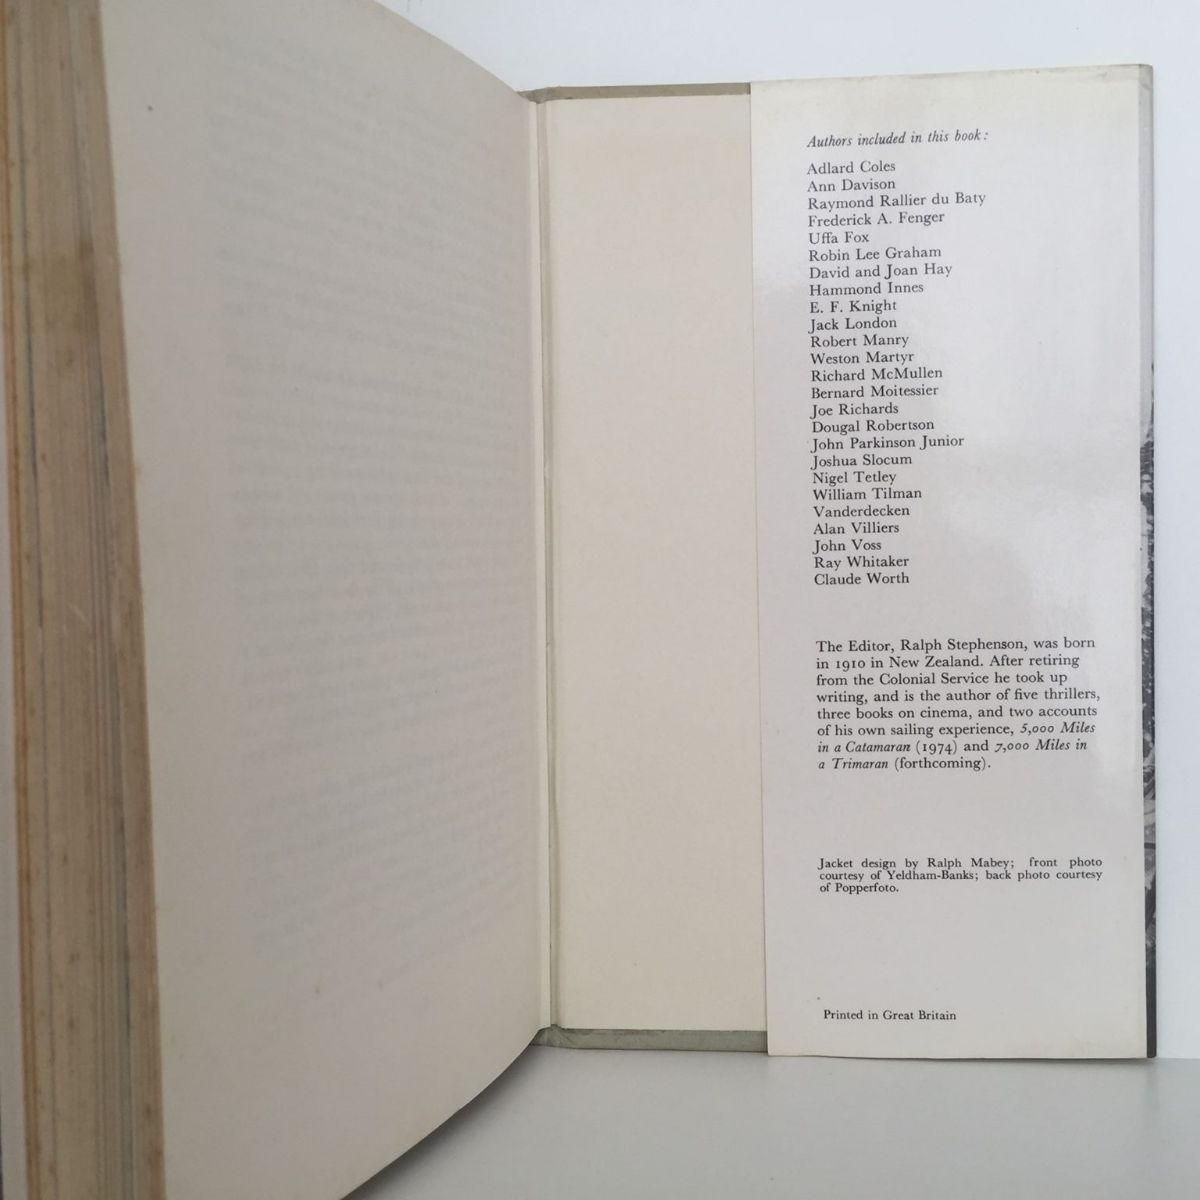 Authors included in this book:
Adlard Coles
Ann Davison
Raymond Rallier du Baty
Frederick A. Fenger
Uffa Fox
Robin Lee Graham
David and Joan Hay
Hammond Innes
E. F. Knight
Jack London
Robert Manry
Weston Martyr
Richard McMullen
Bernard Moitessier
Joe Richards
Dougal Robertson
John Parkinson Junior
Joshua Slocum
Nigel Tetley
William Tilman
Vanderdecken
Alan Villiers
John Voss
Ray Whitaker
Claude Worth
The Editor, Ralph Stephenson, was born
in 1910 in New Zealand. After retiring
from the Colonial Service he took up
writing, and is the author of five thrillers,
three books on cinema, and two accounts
of his own sailing experience, 5,000 Miles
in a Catamaran (1974) and 7,000 Miles in
a Trimaran (forthcoming).
Jacket design by Ralph Mabey; front photo
courtesy of Yeldham-Banks; back photo courtesy
of Popperfoto.
Printed in Great Britain